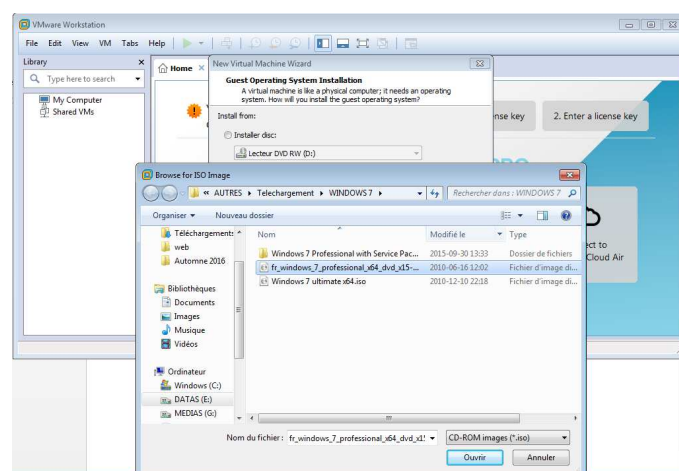 VMware Workstation
File Edit View VM Tabs Help
Library
Type here to search
My Computer
Shared VMs
Home
New Virtual Machine Wizard
Guest Operating System Installation
A virtual machine is like a physical computer; it needs an operating
system. How will you install the guest operating system?
Install from:
Installer disc:
Lecteur DVD RW (D:)
nse key
2. Enter a license key
PRO
ect to
Cloud Air
Browse for ISO Image
« AUTRES ▸ Telechargement ▸ WINDOWS 7 ▸
Rechercher dans : WINDOWS 7
Organiser
Nouveau dossier
Nom
Modifié le
Type
Téléchargement:
web
Automne 2016
Bibliothèques
Documents
Images
Musique
Vidéos
Ordinateur
Windows (C:)
DATAS (E:)
MEDIAS (G:)
Windows 7 Professional with Service Pac... 2015-09-30 13:33 Dossier de fichiers
fr_windows_7_professional_x64_dvd_x15-... 2010-06-16 12:02 Fichier d'image di...
Windows 7 ultimate x64.iso 2010-12-10 22:18 Fichier d'image di...
Nom du fichier : fr_windows_7_professional_x64_dvd_x1!
CD-ROM images (*.iso)
Ouvrir
Annuler